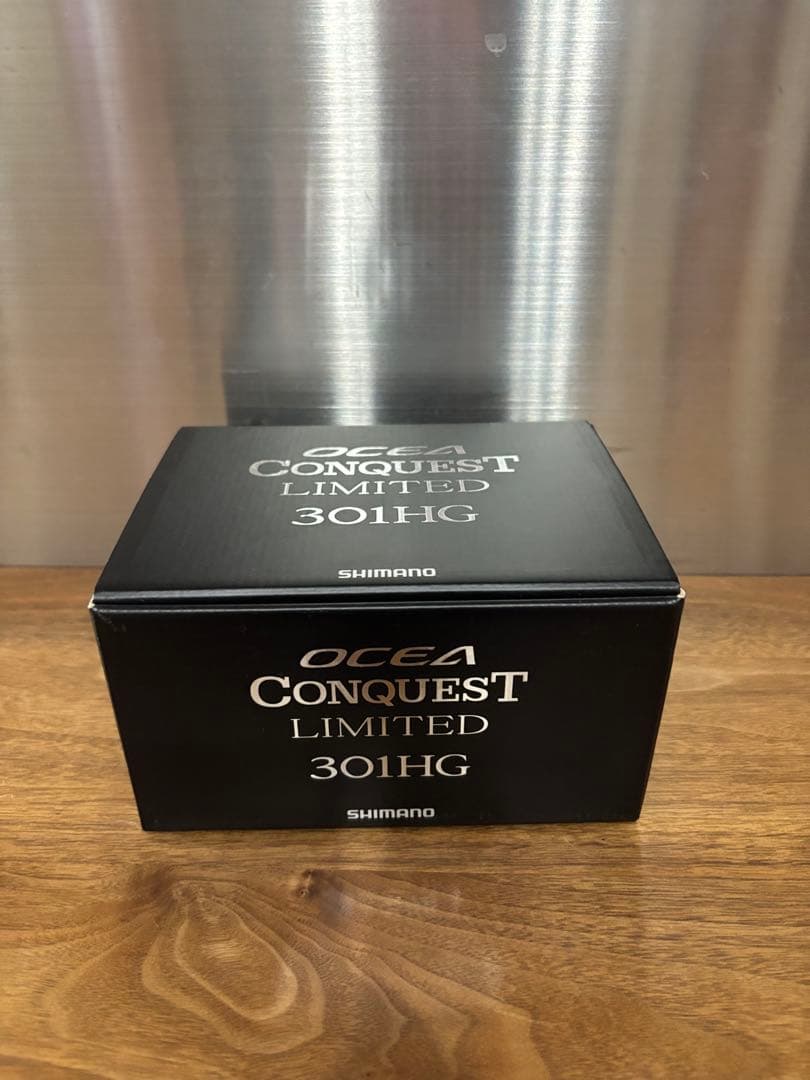 OCEA
CONQUEST
LIMITED
301HG
SHIMANO
OCEA
CONQUEST
LIMITED
301HG
SHIMANO